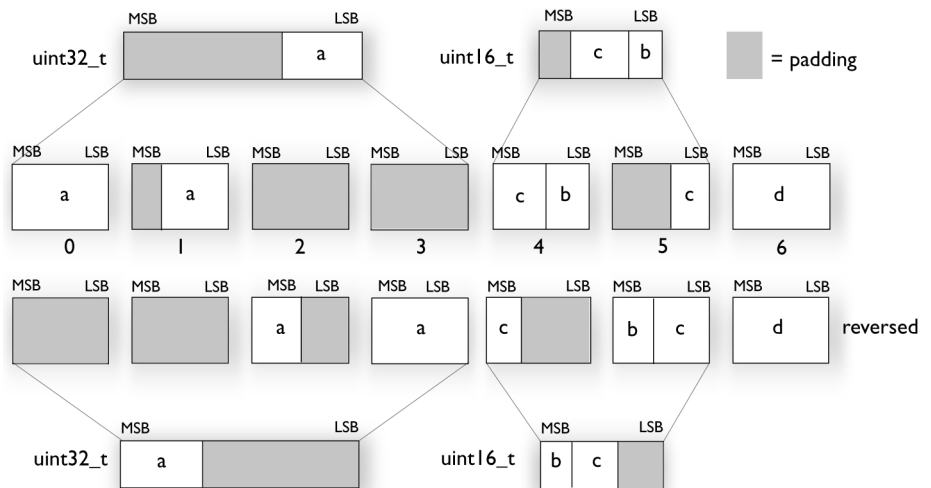 MSB LSB MSB LSB
uint32_t a uint16_t c b = padding
MSB LSB MSB LSB MSB LSB MSB LSB MSB LSB MSB LSB MSB LSB
a a c b c d
0 1 2 3 4 5 6
MSB LSB MSB LSB MSB LSB MSB LSB MSB LSB MSB LSB MSB LSB
a a c b c d reversed
MSB LSB MSB LSB
uint32_t a uint16_t b c